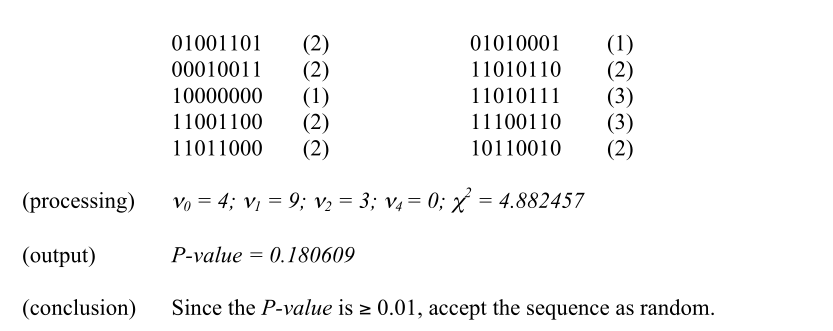 01001101 (2) 01010001 (1)
00010011 (2) 11010110 (2)
10000000 (1) 11010111 (3)
11001100 (2) 11100110 (3)
11011000 (2) 10110010 (2)
(processing) ν₀ = 4; ν₁ = 9; ν₂ = 3; ν₄ = 0; χ² = 4.882457
(output) P-value = 0.180609
(conclusion) Since the P-value is ≥ 0.01, accept the sequence as random.